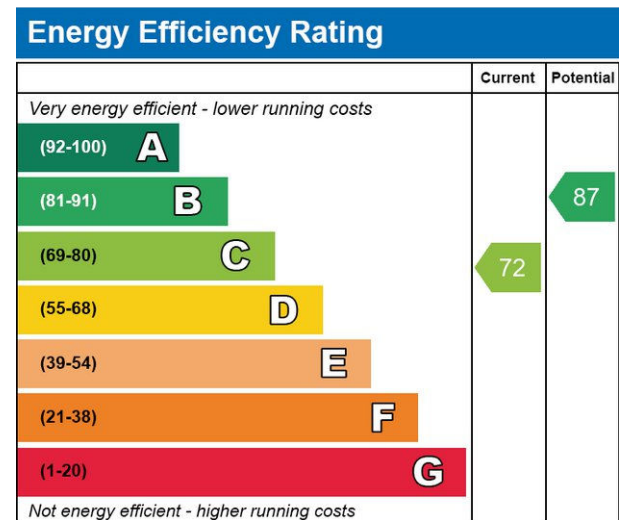 Energy Efficiency Rating
Current Potential
Very energy efficient - lower running costs
(92-100) A
(81-91) B
87
(69-80) C
72
(55-68) D
(39-54) E
(21-38) F
(1-20) G
Not energy efficient - higher running costs